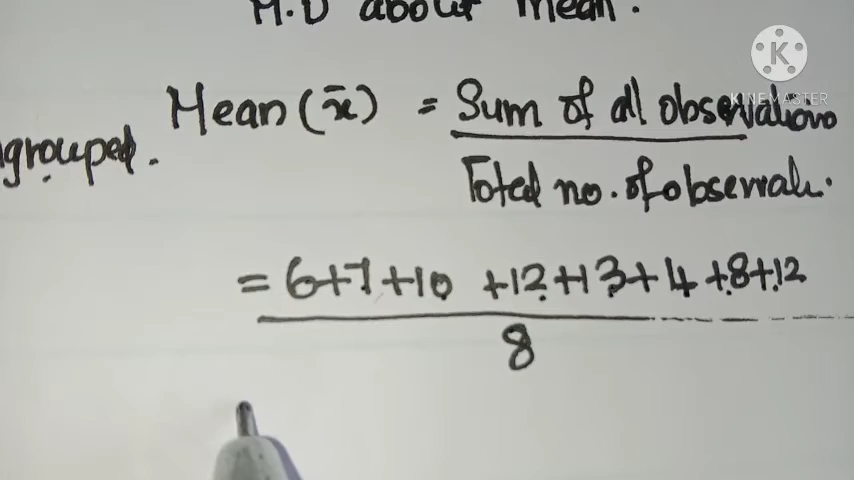 M.D about Mean.
Mean (x̄) = Sum of all observations
grouped. Total no. of observati.
= 6+7+10 +12+13+4+8+12
8
K
KINEMASTER